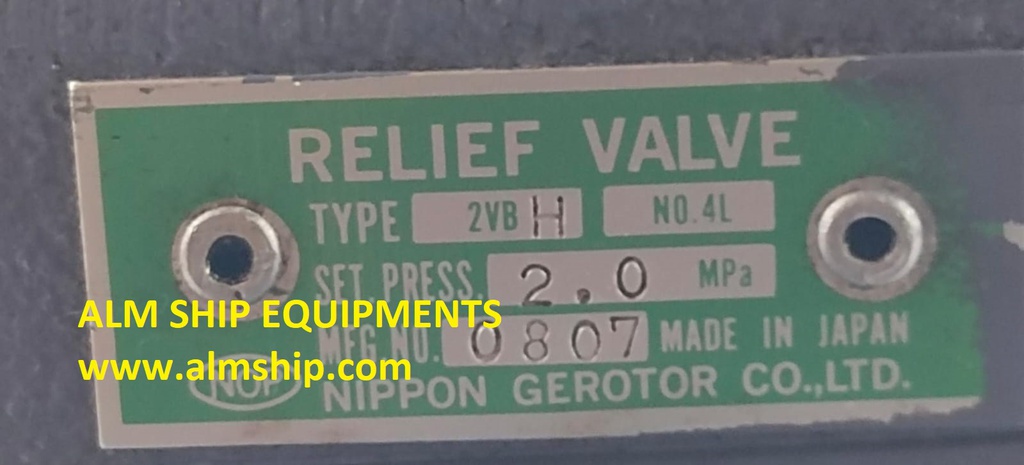 RELIEF VALVE
TYPE 2VB H NO.4L
SET. PRESS. 2.0 MPa
ALM SHIP EQUIPMENTS
MFG NO. 0807 MADE IN JAPAN
www.almship.com
NOP NIPPON GEROTOR CO.,LTD.